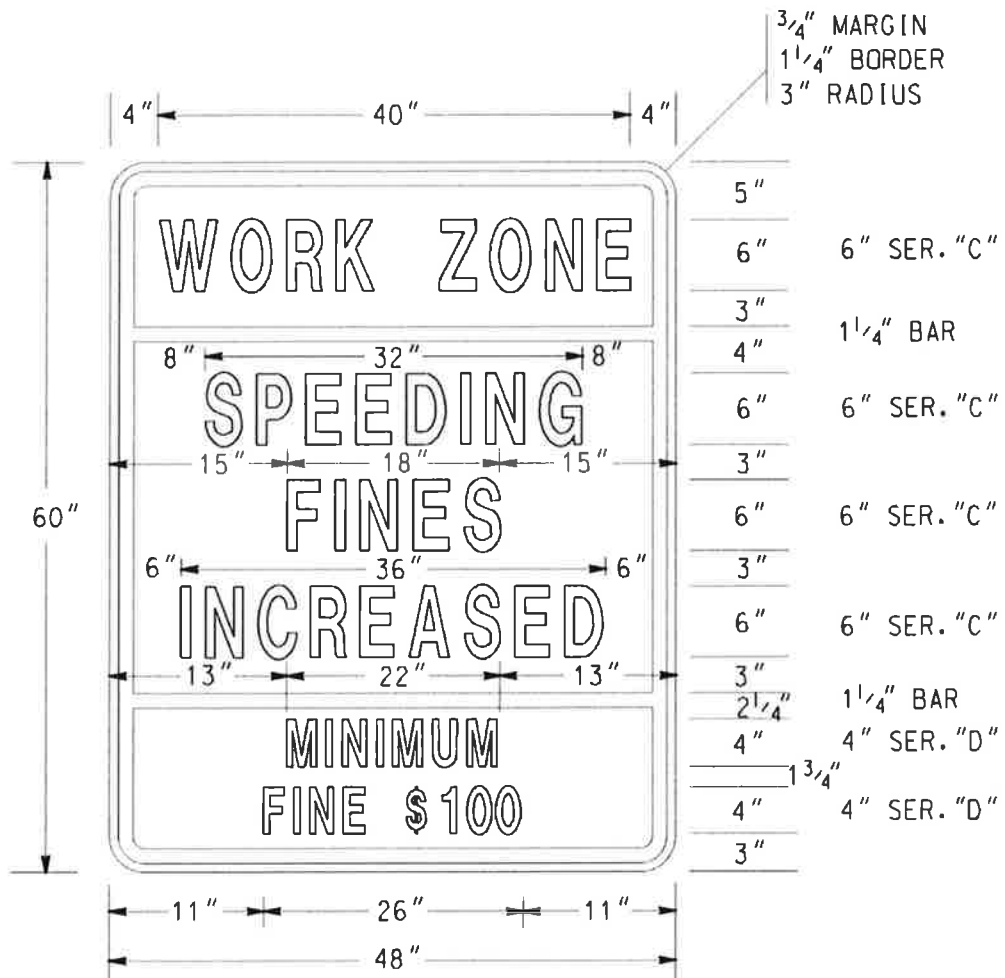 3/4" MARGIN
1 1/4" BORDER
3" RADIUS
4" 40" 4"
5"
WORK ZONE
6" 6" SER. "C"
3"
1 1/4" BAR
4"
8" 32" 8"
SPEEDING
6" 6" SER. "C"
15" 18" 15"
3"
60"
FINES
6" 6" SER. "C"
6" 36" 6"
3"
INCREASED
6" 6" SER. "C"
13" 22" 13"
3"
2 1/4" 1 1/4" BAR
MINIMUM
4" 4" SER. "D"
1 3/4"
FINE $100
4" 4" SER. "D"
3"
11" 26" 11"
48"